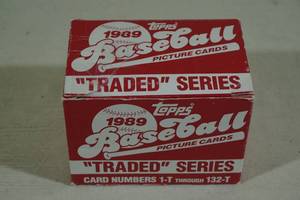 Topps
1989
Baseball
PICTURE CARDS
"TRADED" SERIES
Topps
1989
Baseball
PICTURE CARDS
"TRADED" SERIES
CARD NUMBERS 1-T THROUGH 132-T